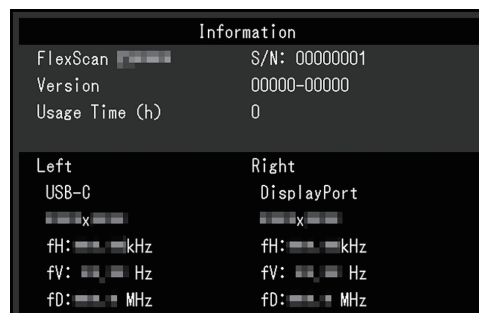 Information
FlexScan S/N: 00000001
Version 00000-00000
Usage Time (h) 0
Left Right
USB-C DisplayPort
x x
fH: kHz fH: kHz
fV: Hz fV: Hz
fD: MHz fD: MHz